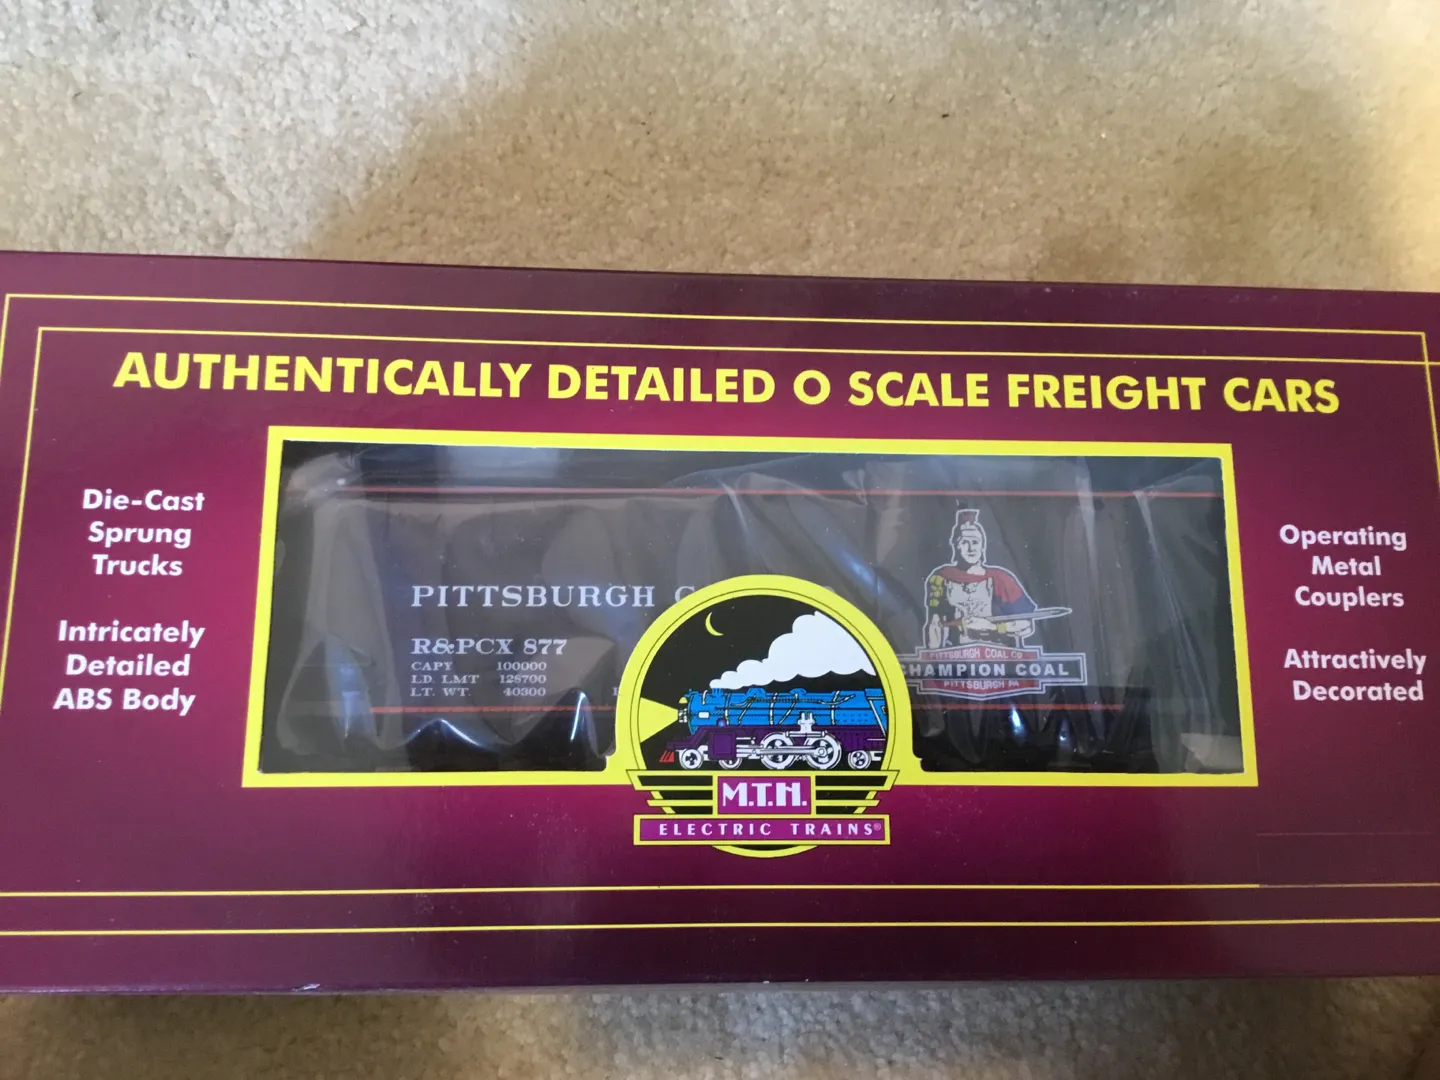 AUTHENTICALLY DETAILED O SCALE FREIGHT CARS
Die-Cast
Sprung
Trucks
Intricately
Detailed
ABS Body
PITTSBURGH
R&PCX 877
CAPY 100000
LD. LMT 128700
LT. WT. 40300
PITTSBURGH COAL CO.
CHAMPION COAL
PITTSBURGH PA
M.T.H.
ELECTRIC TRAINS®
Operating
Metal
Couplers
Attractively
Decorated